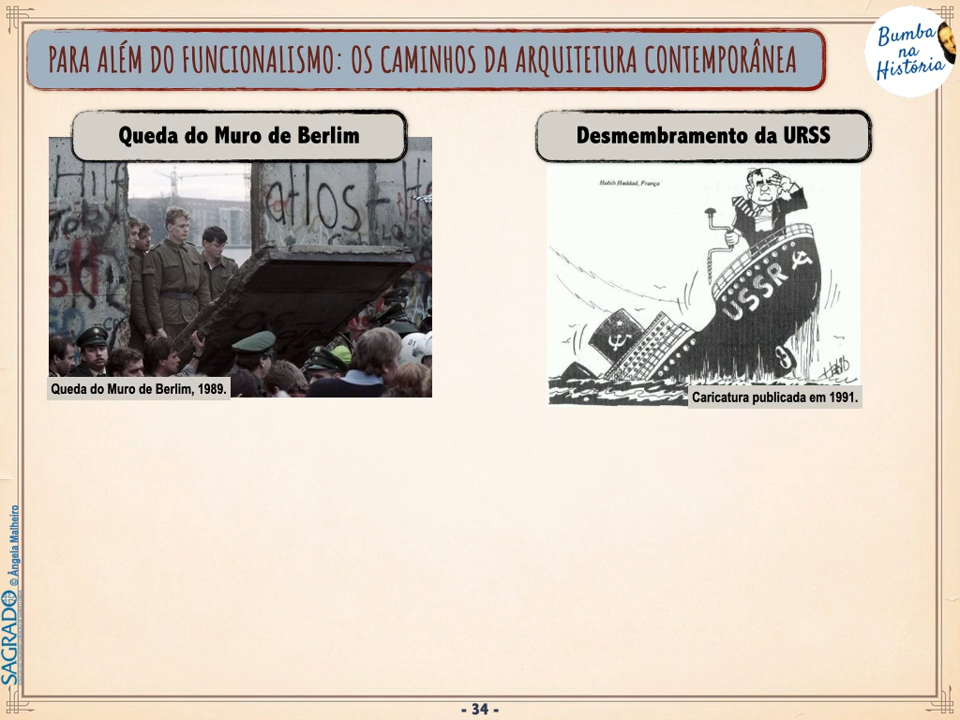 PARA ALÉM DO FUNCIONALISMO: OS CAMINHOS DA ARQUITETURA CONTEMPORÂNEA
Bumba
na
História
Queda do Muro de Berlim
Desmembramento da URSS
Habib Haddad, França
atlos
USSR
Queda do Muro de Berlim, 1989.
Caricatura publicada em 1991.
SAGRADO
© Ângela Malheiro
- 34 -